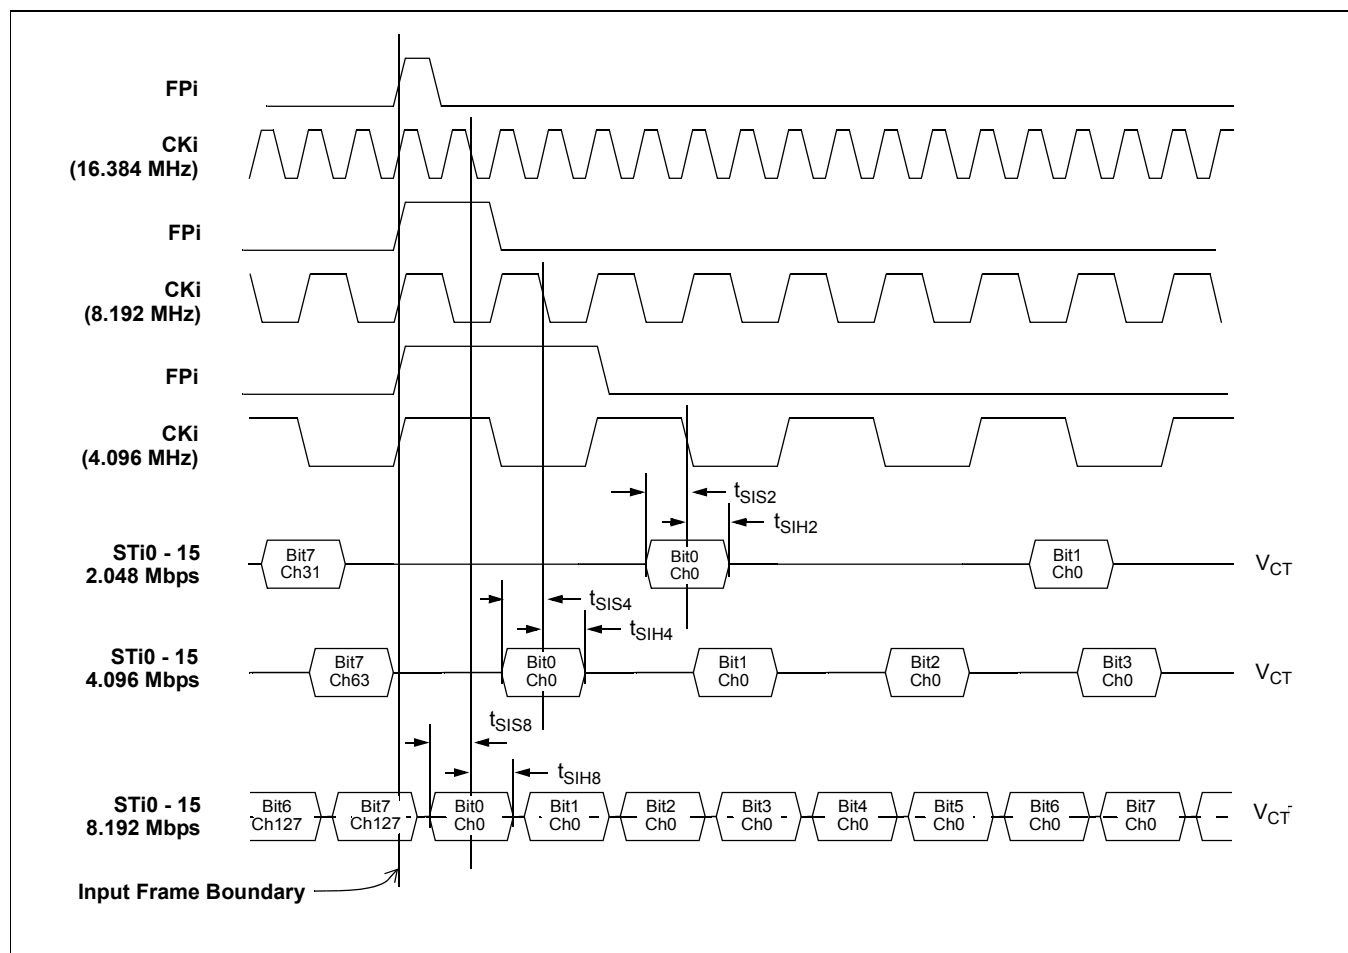 FPi
CKi
(16.384 MHz)
FPi
CKi
(8.192 MHz)
FPi
CKi
(4.096 MHz)
tSIS2
tSIH2
STi0 - 15
2.048 Mbps
Bit7
Ch31
Bit0
Ch0
Bit1
Ch0
VCT
tSIS4
tSIH4
STi0 - 15
4.096 Mbps
Bit7
Ch63
Bit0
Ch0
Bit1
Ch0
Bit2
Ch0
Bit3
Ch0
VCT
tSIS8
tSIH8
STi0 - 15
8.192 Mbps
Bit6
Ch127
Bit7
Ch127
Bit0
Ch0
Bit1
Ch0
Bit2
Ch0
Bit3
Ch0
Bit4
Ch0
Bit5
Ch0
Bit6
Ch0
Bit7
Ch0
VCT
Input Frame Boundary